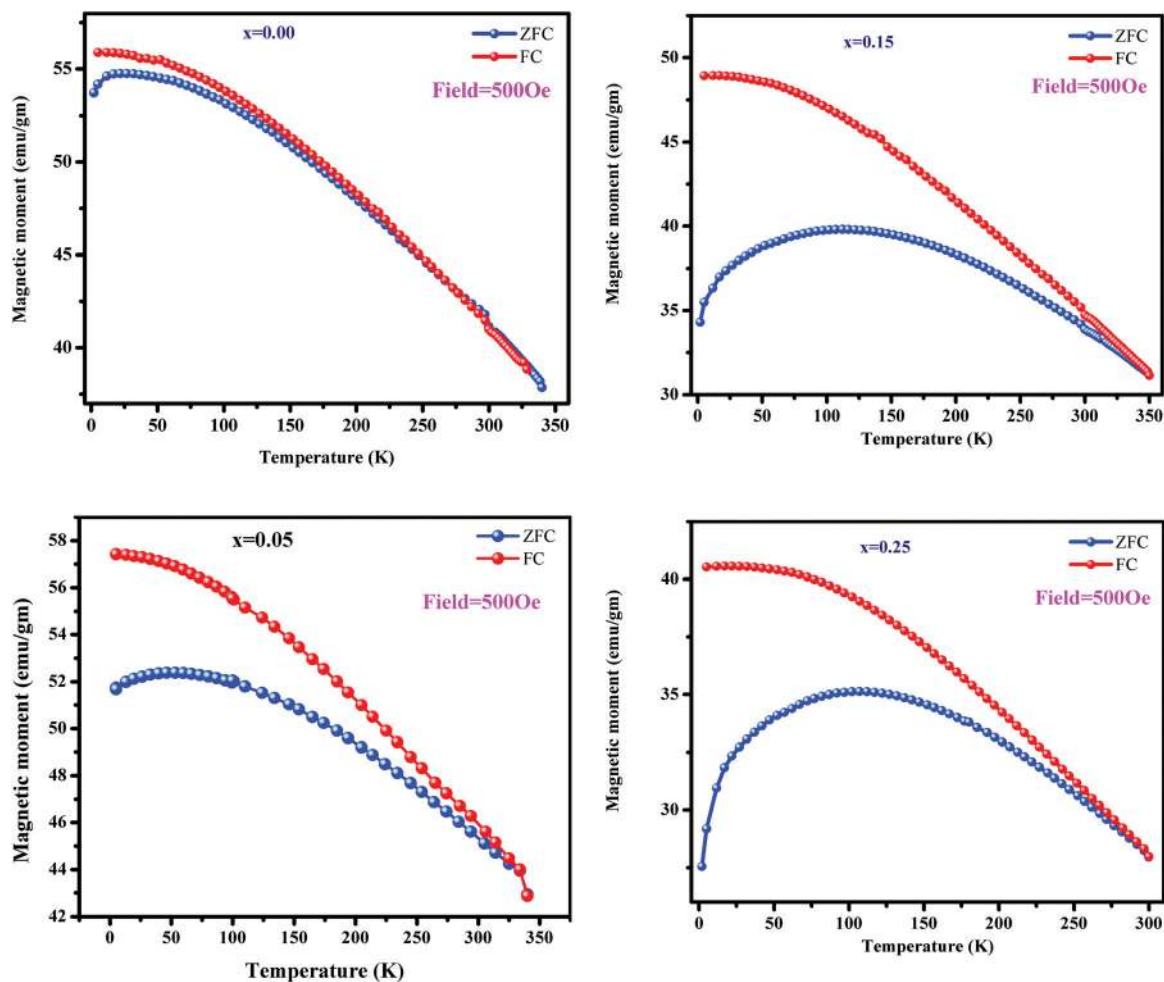 x=0.00
ZFC
FC
Field=500Oe
Magnetic moment (emu/gm)
55
50
45
40
0 50 100 150 200 250 300 350
Temperature (K)
x=0.15
ZFC
FC
Field=500Oe
Magnetic moment (emu/gm)
50
45
40
35
30
0 50 100 150 200 250 300 350
Temperature (K)
x=0.05
ZFC
FC
Field=500Oe
Magnetic moment (emu/gm)
58
56
54
52
50
48
46
44
42
0 50 100 150 200 250 300 350
Temperature (K)
x=0.25
ZFC
FC
Field=500Oe
Magnetic moment (emu/gm)
40
35
30
0 50 100 150 200 250 300
Temperature (K)